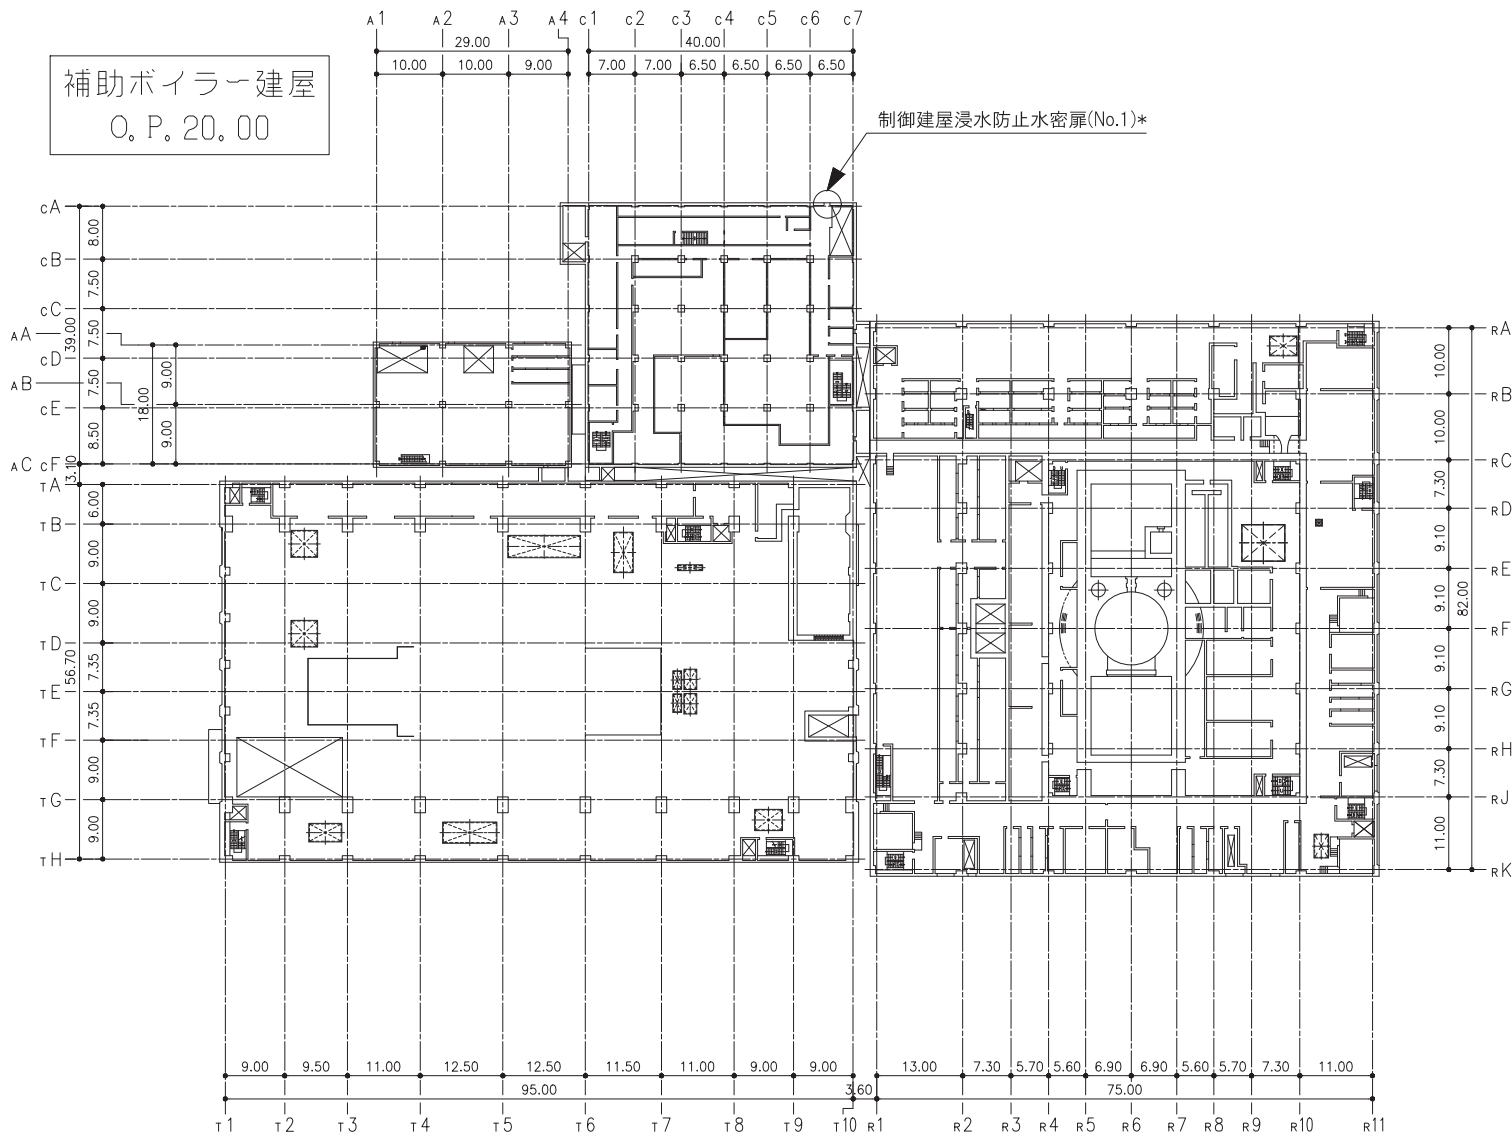 A1 A2 A3 A4 C1 C2 C3 C4 C5 C6 C7
29.00 40.00
10.00 10.00 9.00 7.00 7.00 6.50 6.50 6.50 6.50
補助ボイラー建屋
O.P.20.00
制御建屋浸水防止水密扉(No.1)*
CA
8.00
CB
7.50
CC
AA
39.00
7.50
CD
AB
7.50
CE
8.50
AC CF
18.00
9.00
9.00
3.10
TA
6.00
TB
9.00
TC
9.00
TD
7.35
56.70
TE
7.35
TF
9.00
TG
9.00
TH
RA
10.00
RB
10.00
RC
7.30
RD
9.10
RE
9.10
82.00
RF
9.10
RG
9.10
RH
7.30
RJ
11.00
RK
9.00 9.50 11.00 12.50 12.50 11.50 11.00 9.00 9.00 13.00 7.30 5.70 5.60 6.90 6.90 5.60 5.70 7.30 11.00
95.00 3.60 75.00
T1 T2 T3 T4 T5 T6 T7 T8 T9 T10 R1 R2 R3 R4 R5 R6 R7 R8 R9 R10 R11